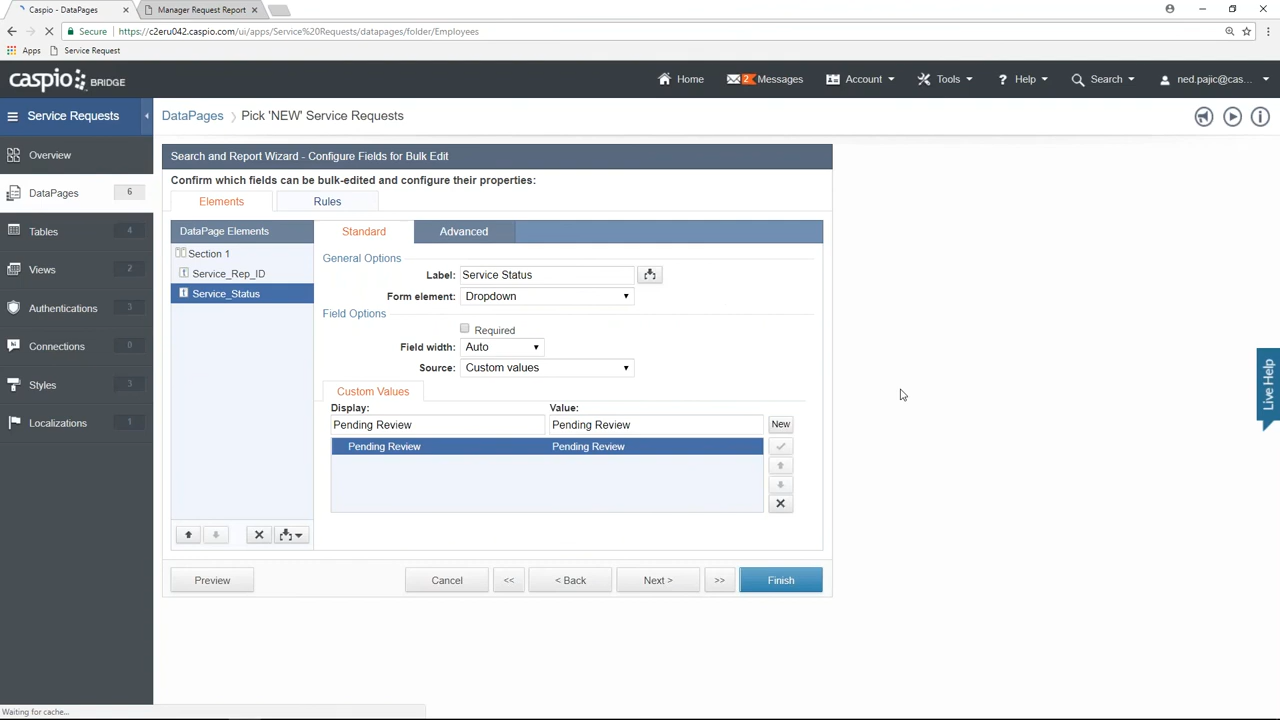 Caspio - DataPages
Manager Request Report
Secure
https://c2eru042.caspio.com/ui/apps/Service%20Requests/datapages/folder/Employees
Apps
Service Request
caspio BRIDGE
Home
2
Messages
Account
Tools
? Help
Search
ned.pajic@cas...
Service Requests
DataPages
Pick 'NEW' Service Requests
Overview
DataPages 6
Tables 4
Views 2
Authentications 3
Connections 0
Styles 3
Localizations 1
Search and Report Wizard - Configure Fields for Bulk Edit
Confirm which fields can be bulk-edited and configure their properties:
Elements
Rules
DataPage Elements
Standard
Advanced
Section 1
Service_Rep_ID
Service_Status
General Options
Label: Service Status
Form element: Dropdown
Field Options
Required
Field width: Auto
Source: Custom values
Custom Values
Display: Value:
Pending Review Pending Review New
Pending Review Pending Review
Preview
Cancel
<<
< Back
Next >
>>
Finish
Live Help
Waiting for cache...